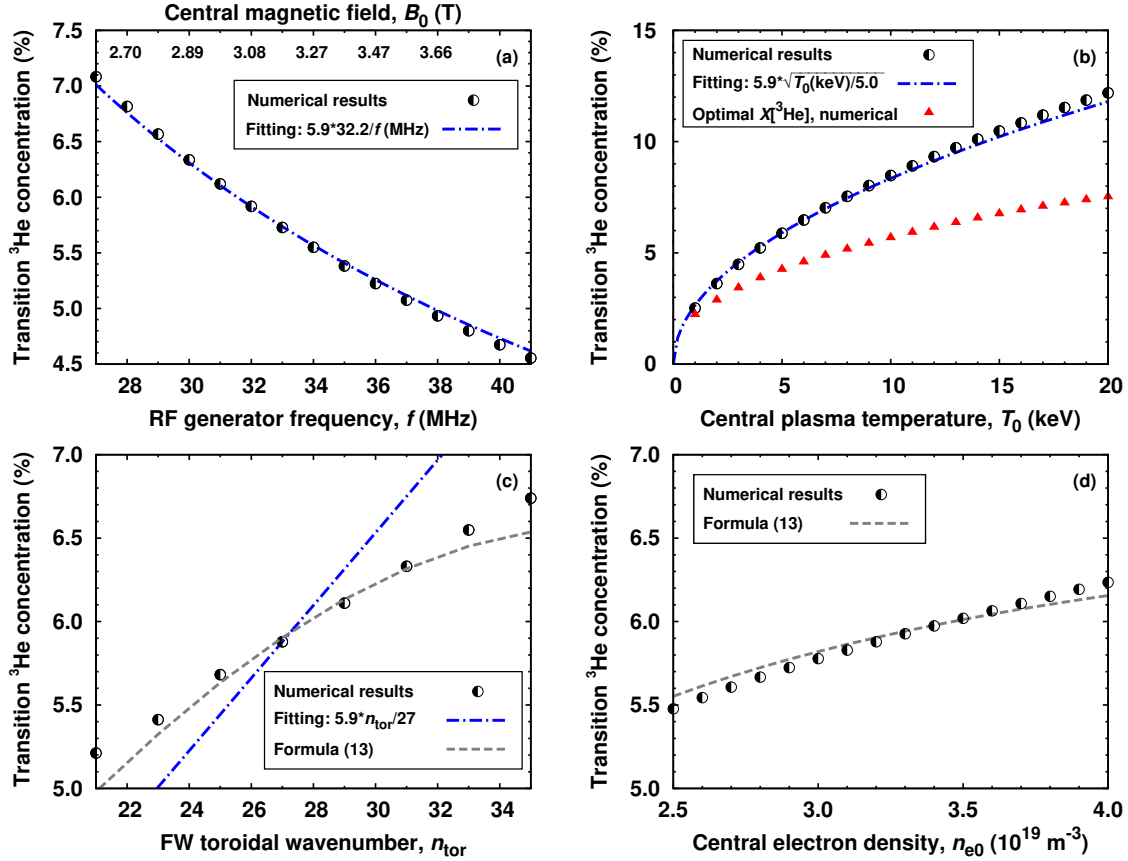 Central magnetic field, B₀ (T)
2.70 2.89 3.08 3.27 3.47 3.66
(a)
Numerical results
Fitting: 5.9*32.2/f (MHz)
7.5
7.0
6.5
6.0
5.5
5.0
4.5
Transition ³He concentration (%)
28 30 32 34 36 38 40
RF generator frequency, f (MHz)
(b)
Numerical results
Fitting: 5.9*√T₀(keV)/5.0
Optimal X[³He], numerical
15
10
5
0
Transition ³He concentration (%)
0 5 10 15 20
Central plasma temperature, T₀ (keV)
(c)
7.0
6.5
6.0
5.5
5.0
Transition ³He concentration (%)
Numerical results
Fitting: 5.9*nₜₒᵣ/27
Formula (13)
22 24 26 28 30 32 34
FW toroidal wavenumber, nₜₒᵣ
(d)
Numerical results
Formula (13)
7.0
6.5
6.0
5.5
5.0
Transition ³He concentration (%)
2.5 3.0 3.5 4.0
Central electron density, nₑ₀ (10¹⁹ m⁻³)